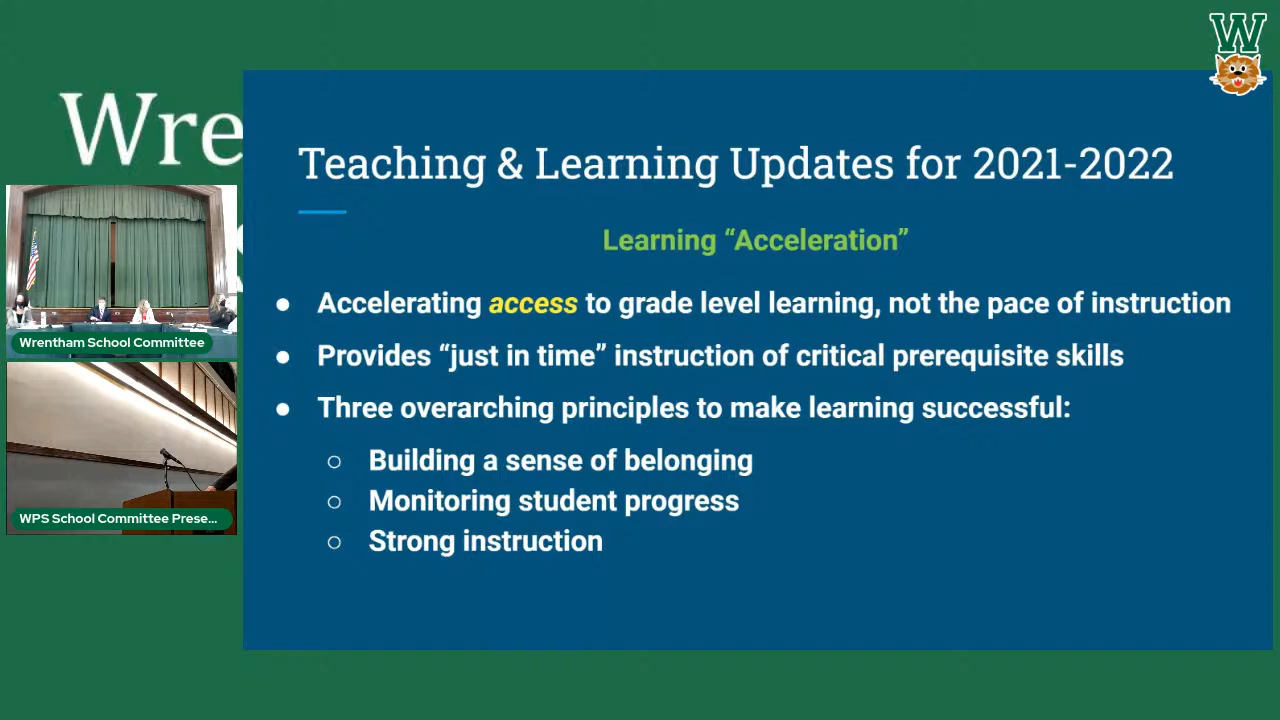 W
Wre
Teaching & Learning Updates for 2021-2022
Learning “Acceleration”
● Accelerating access to grade level learning, not the pace of instruction
● Provides “just in time” instruction of critical prerequisite skills
● Three overarching principles to make learning successful:
○ Building a sense of belonging
○ Monitoring student progress
○ Strong instruction
Wrentham School Committee
WPS School Committee Prese...